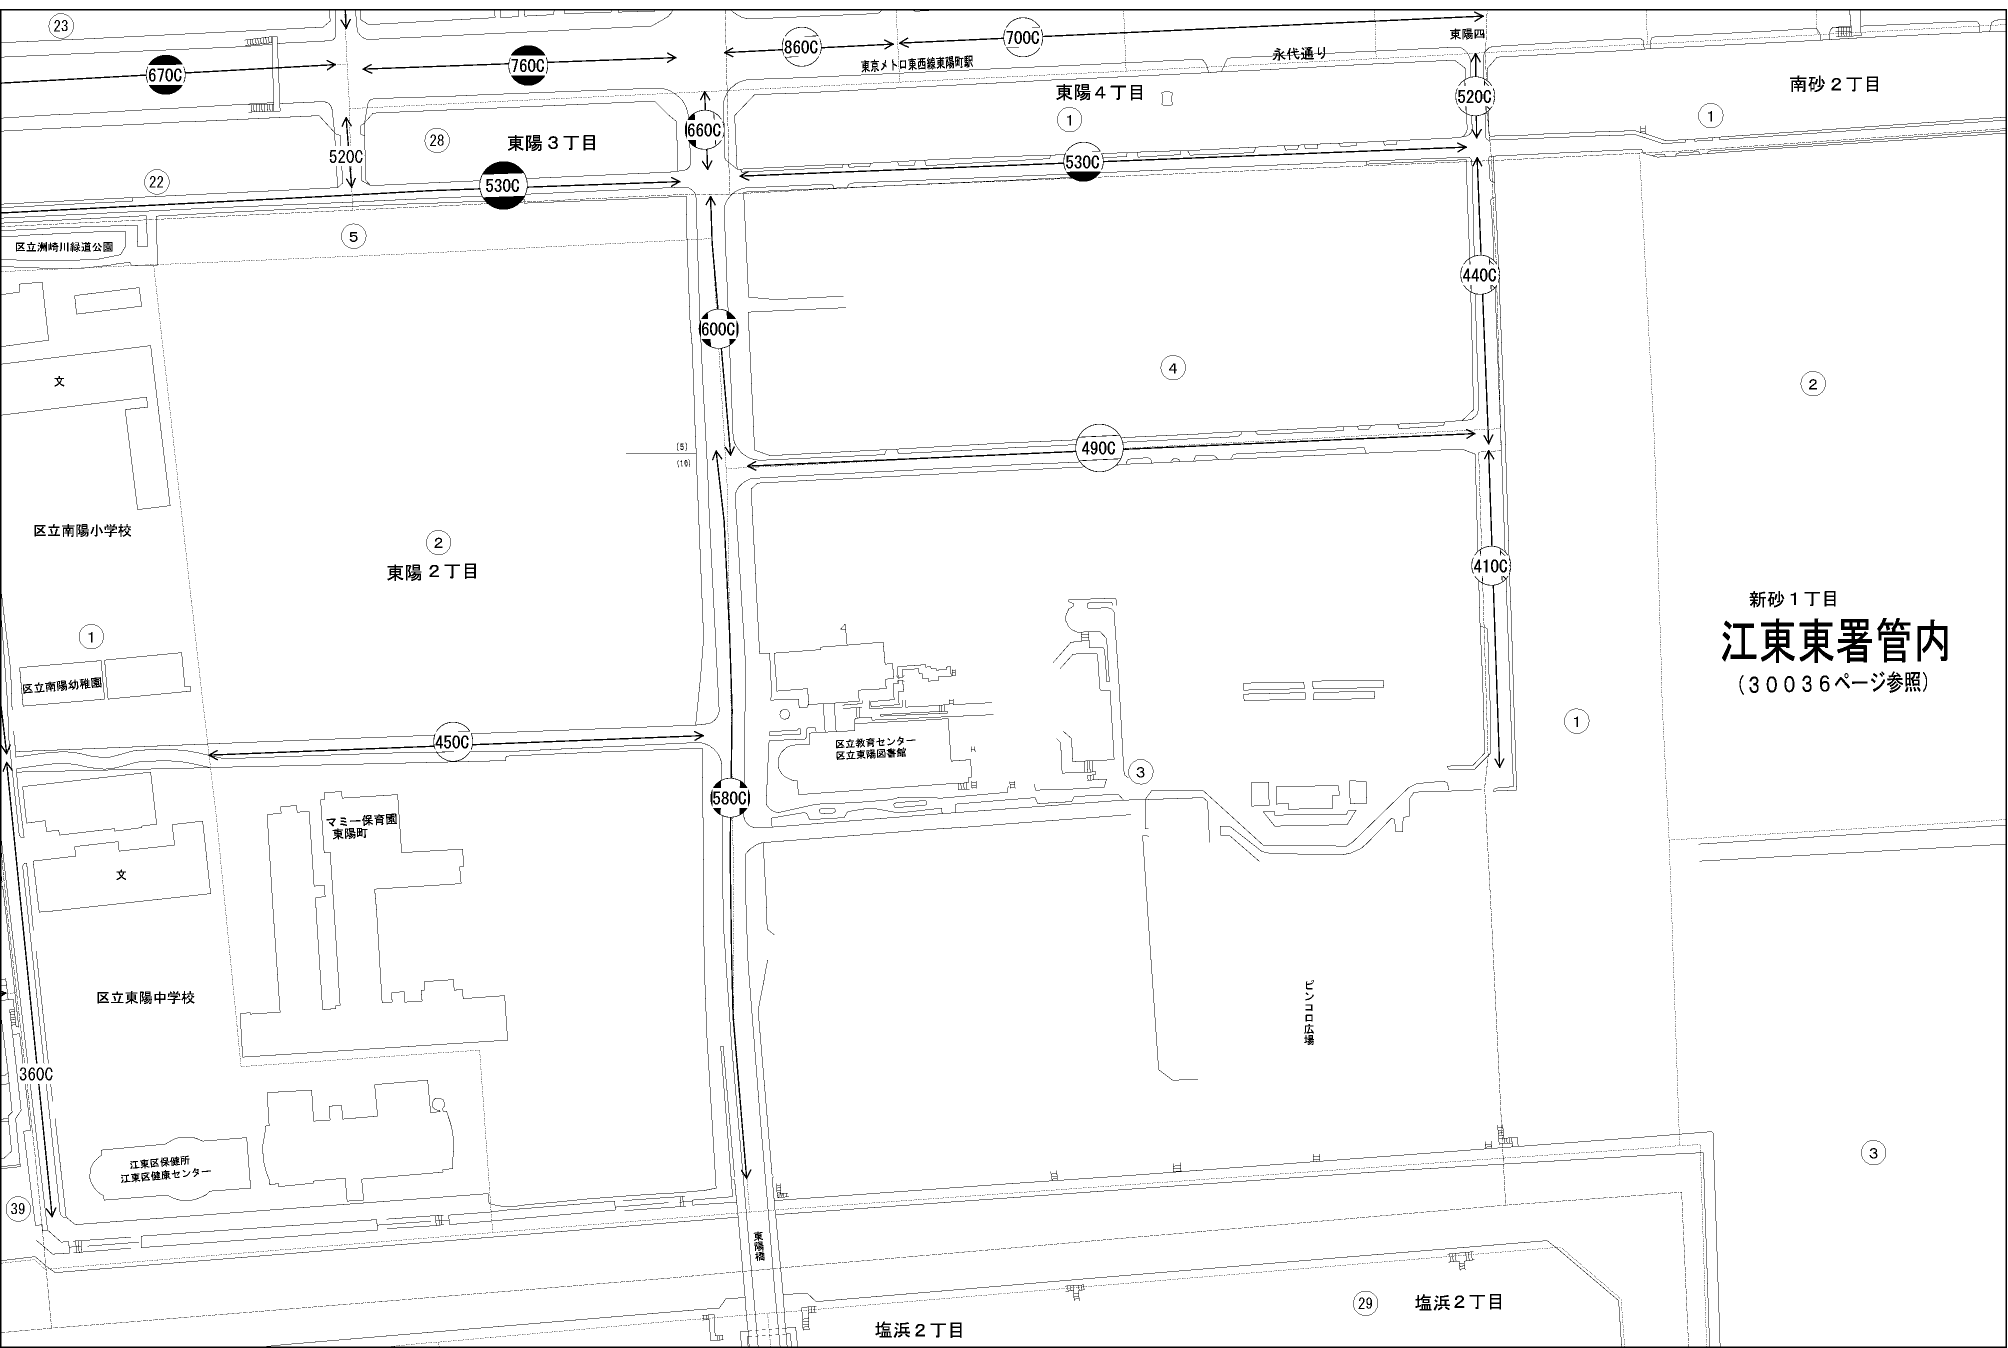 23
670C
760C
860C
700C
東陽四
東京メトロ東西線東陽町駅
永代通り
520C
南砂2丁目
東陽4丁目
1
1
28
東陽3丁目
660C
520C
22
530C
530C
5
区立洲崎川緑道公園
440C
600C
4
2
文
(5)
(10)
490C
区立南陽小学校
2
東陽2丁目
410C
新砂1丁目
江東東署管内
(30036ページ参照)
1
区立南陽幼稚園
450C
区立教育センター
区立東陽図書館
1
3
580C
マミー保育園
東陽町
文
区立東陽中学校
ピンコロ広場
360C
江東区保健所
江東区健康センター
3
39
東陽橋
29
塩浜2丁目
塩浜2丁目